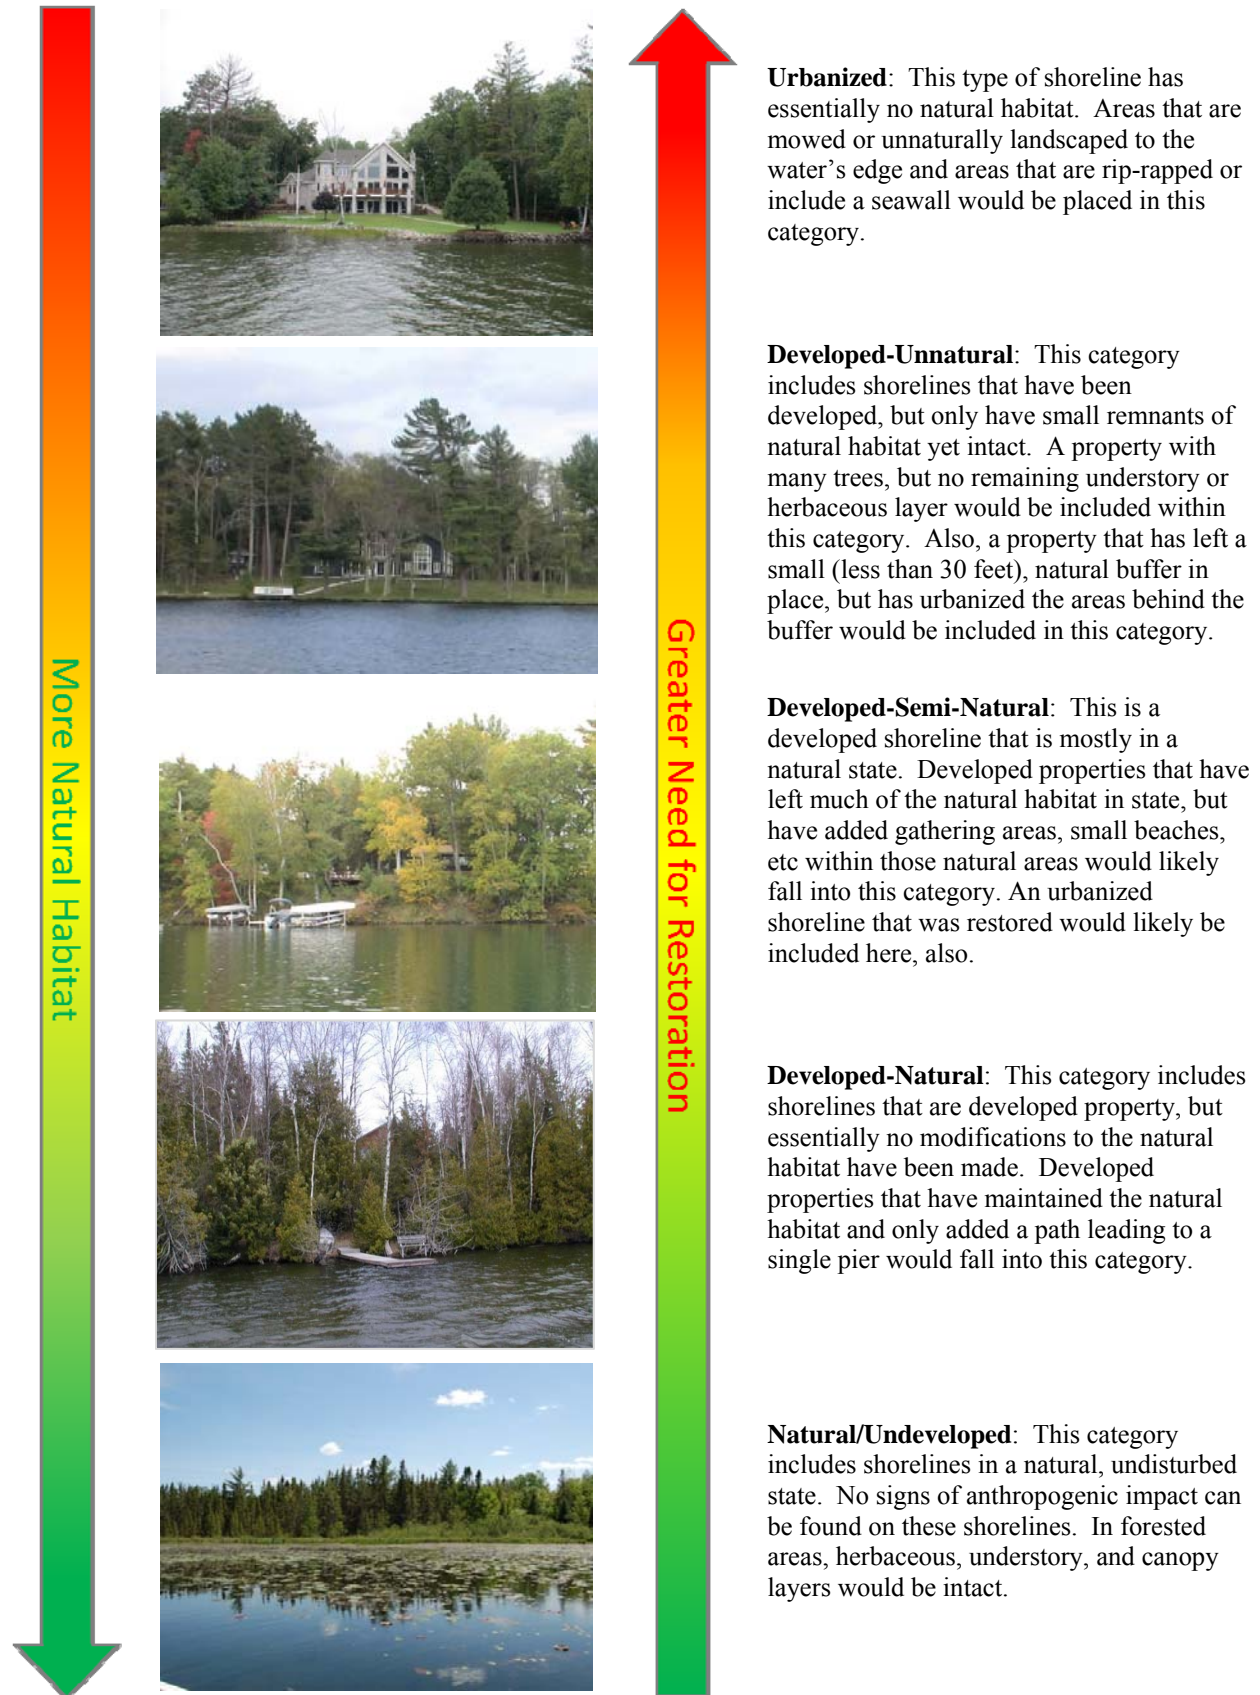 Urbanized: This type of shoreline has
essentially no natural habitat. Areas that are
mowed or unnaturally landscaped to the
water's edge and areas that are rip-rapped or
include a seawall would be placed in this
category.
Developed-Unnatural: This category
includes shorelines that have been
developed, but only have small remnants of
natural habitat yet intact. A property with
many trees, but no remaining understory or
herbaceous layer would be included within
this category. Also, a property that has left a
small (less than 30 feet), natural buffer in
place, but has urbanized the areas behind the
buffer would be included in this category.
More Natural Habitat
Greater Need for Restoration
Developed-Semi-Natural: This is a
developed shoreline that is mostly in a
natural state. Developed properties that have
left much of the natural habitat in state, but
have added gathering areas, small beaches,
etc within those natural areas would likely
fall into this category. An urbanized
shoreline that was restored would likely be
included here, also.
Developed-Natural: This category includes
shorelines that are developed property, but
essentially no modifications to the natural
habitat have been made. Developed
properties that have maintained the natural
habitat and only added a path leading to a
single pier would fall into this category.
Natural/Undeveloped: This category
includes shorelines in a natural, undisturbed
state. No signs of anthropogenic impact can
be found on these shorelines. In forested
areas, herbaceous, understory, and canopy
layers would be intact.